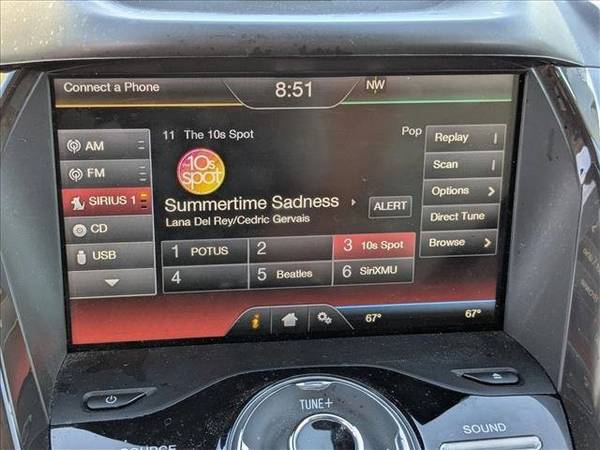 Connect a Phone
8:51
NW
AM
FM
SIRIUS 1
CD
USB
11 The 10s Spot
Pop
the 10s spot
Summertime Sadness
Lana Del Rey/Cedric Gervais
ALERT
1 POTUS
2
3 10s Spot
4
5 Beatles
6 SiriXMU
Replay
Scan
Options
Direct Tune
Browse
i
67°
67°
TUNE+
SOURCE
SOUND